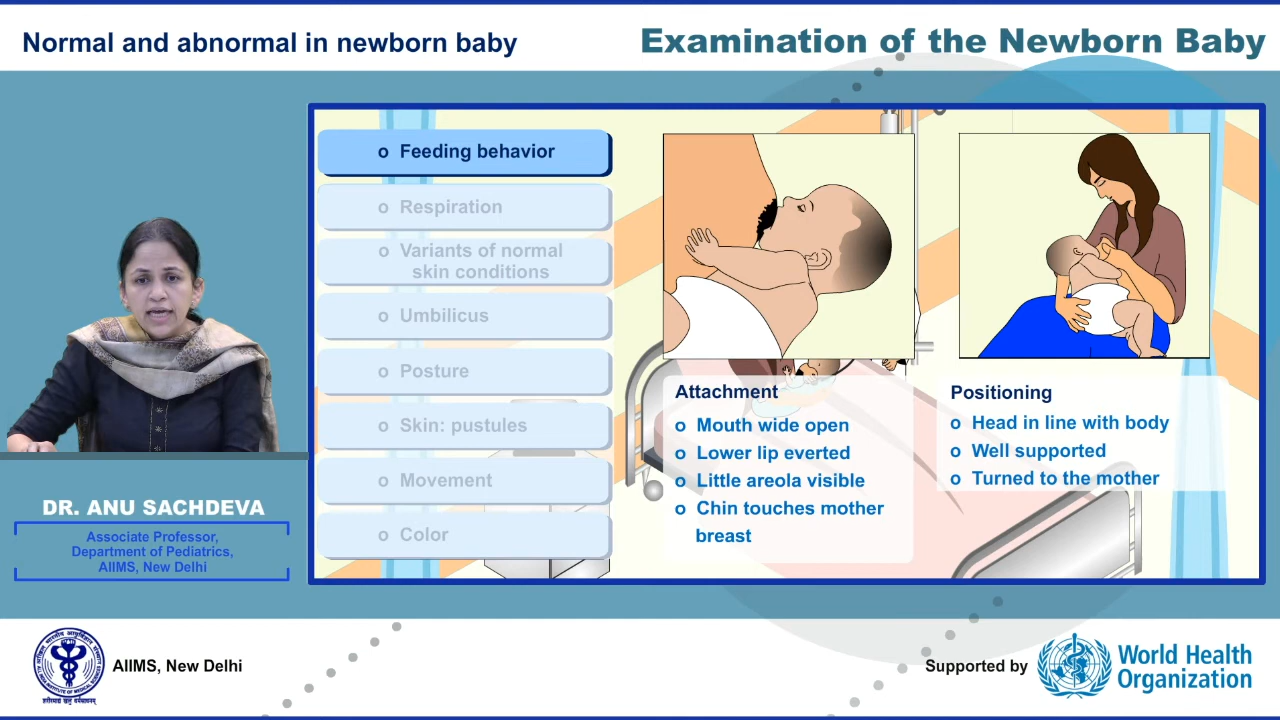 Normal and abnormal in newborn baby
Examination of the Newborn Baby
o Feeding behavior
o Respiration
o Variants of normal
skin conditions
o Umbilicus
o Posture
o Skin: pustules
o Movement
o Color
Attachment
o Mouth wide open
o Lower lip everted
o Little areola visible
o Chin touches mother
breast
Positioning
o Head in line with body
o Well supported
o Turned to the mother
DR. ANU SACHDEVA
Associate Professor,
Department of Pediatrics,
AIIMS, New Delhi
AIIMS, New Delhi
Supported by
World Health
Organization